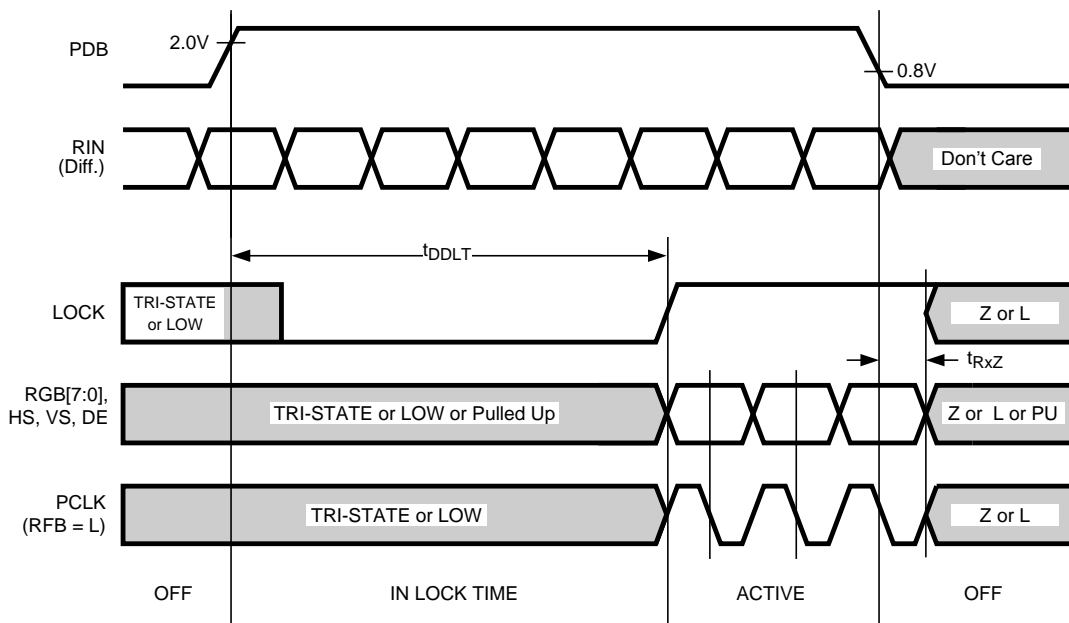 PDB
2.0V
0.8V
RIN
(Diff.)
Don't Care
tDDLT
LOCK
TRI-STATE
or LOW
Z or L
tRxZ
RGB[7:0],
HS, VS, DE
TRI-STATE or LOW or Pulled Up
Z or L or PU
PCLK
(RFB = L)
TRI-STATE or LOW
Z or L
OFF
IN LOCK TIME
ACTIVE
OFF